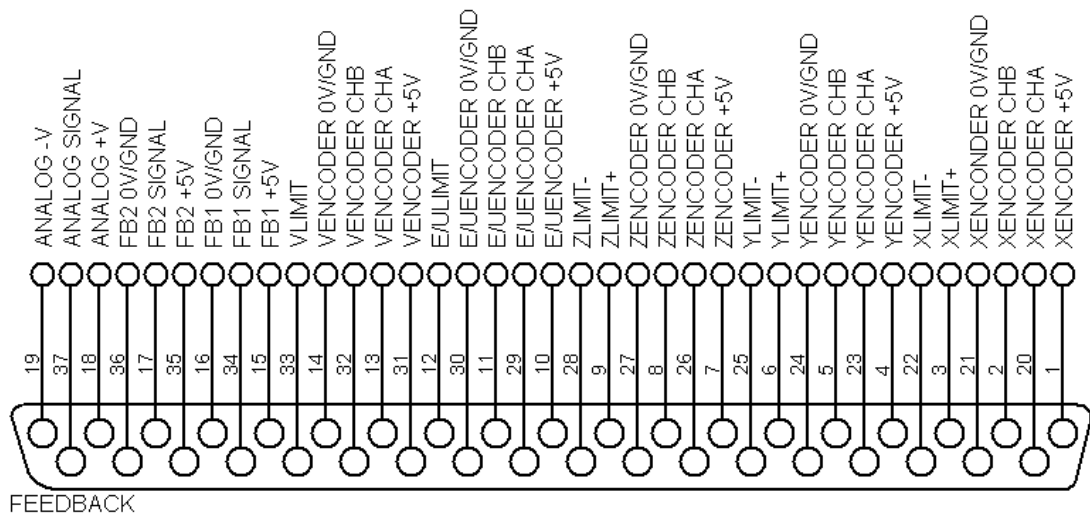 ANALOG -V
ANALOG SIGNAL
ANALOG +V
FB2 0V/GND
FB2 SIGNAL
FB2 +5V
FB1 0V/GND
FB1 SIGNAL
FB1 +5V
VLIMIT
VENCODER 0V/GND
VENCODER CHB
VENCODER CHA
VENCODER +5V
E/ULIMIT
E/UENCODER 0V/GND
E/UENCODER CHB
E/UENCODER CHA
E/UENCODER +5V
ZLIMIT-
ZLIMIT+
ZENCODER 0V/GND
ZENCODER CHB
ZENCODER CHA
ZENCODER +5V
YLIMIT-
YLIMIT+
YENCODER 0V/GND
YENCODER CHB
YENCODER CHA
YENCODER +5V
XLIMIT-
XLIMIT+
XENCONDER 0V/GND
XENCODER CHB
XENCODER CHA
XENCODER +5V
19
37
18
36
17
35
16
34
15
33
14
32
13
31
12
30
11
29
10
28
9
27
8
26
7
25
6
24
5
23
4
22
3
21
2
20
1
FEEDBACK